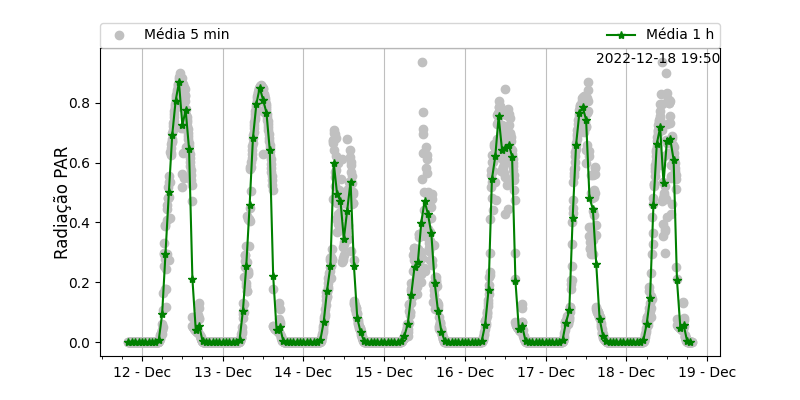 Média 5 min
Média 1 h
2022-12-18 19:50
Radiação PAR
0.8
0.6
0.4
0.2
0.0
12 - Dec
13 - Dec
14 - Dec
15 - Dec
16 - Dec
17 - Dec
18 - Dec
19 - Dec